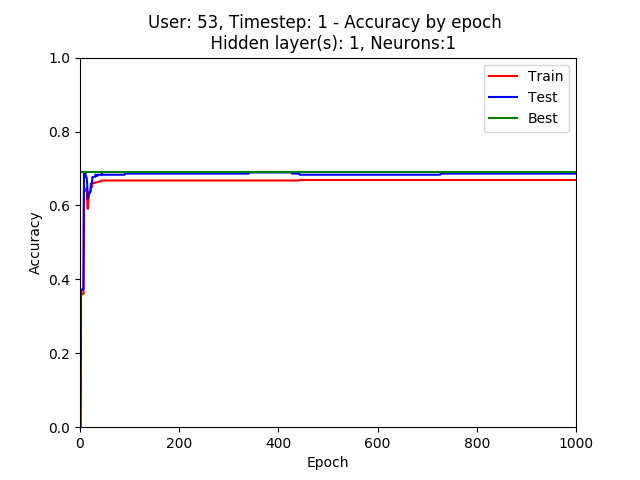 User: 53, Timestep: 1 - Accuracy by epoch
Hidden layer(s): 1, Neurons:1
1.0
0.8
0.6
0.4
0.2
0.0
Accuracy
Train
Test
Best
0 200 400 600 800 1000
Epoch